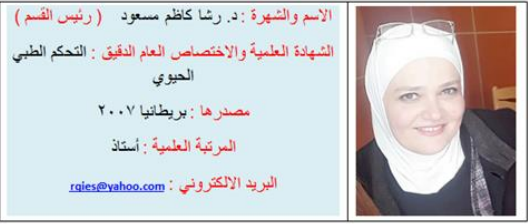 الاسم والشهرة : د. رشا كاظم مسعود ( رئيس القسم )
الشهادة العلمية والاختصاص العام الدقيق : التحكم الطبي
الحيوي
مصدرها : بريطانيا ٢٠٠٧
المرتبة العلمية : أستاذ
البريد الالكتروني : rqies@yahoo.com